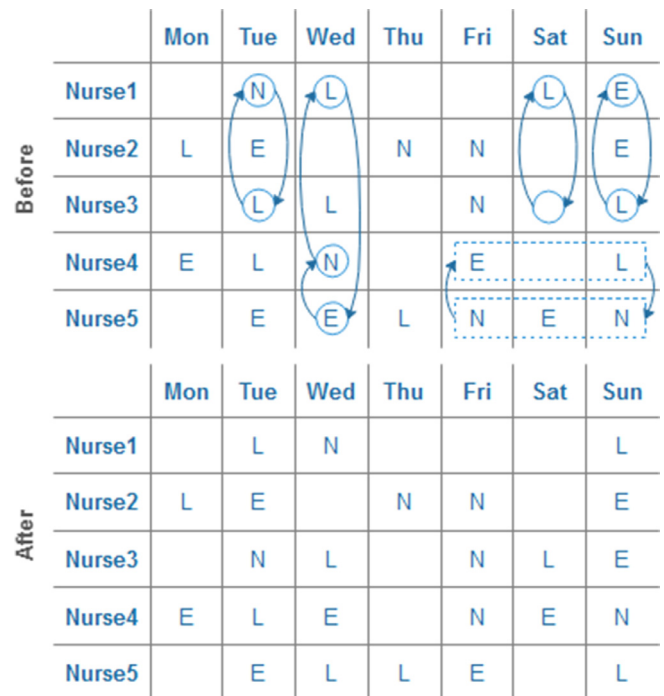 Mon Tue Wed Thu Fri Sat Sun
Before
Nurse1 N L L E
Nurse2 L E N N E
Nurse3 L L N L
Nurse4 E L N E L
Nurse5 E E L N E N
Mon Tue Wed Thu Fri Sat Sun
After
Nurse1 L N L
Nurse2 L E N N E
Nurse3 N L N L E
Nurse4 E L E N E N
Nurse5 E L L E L